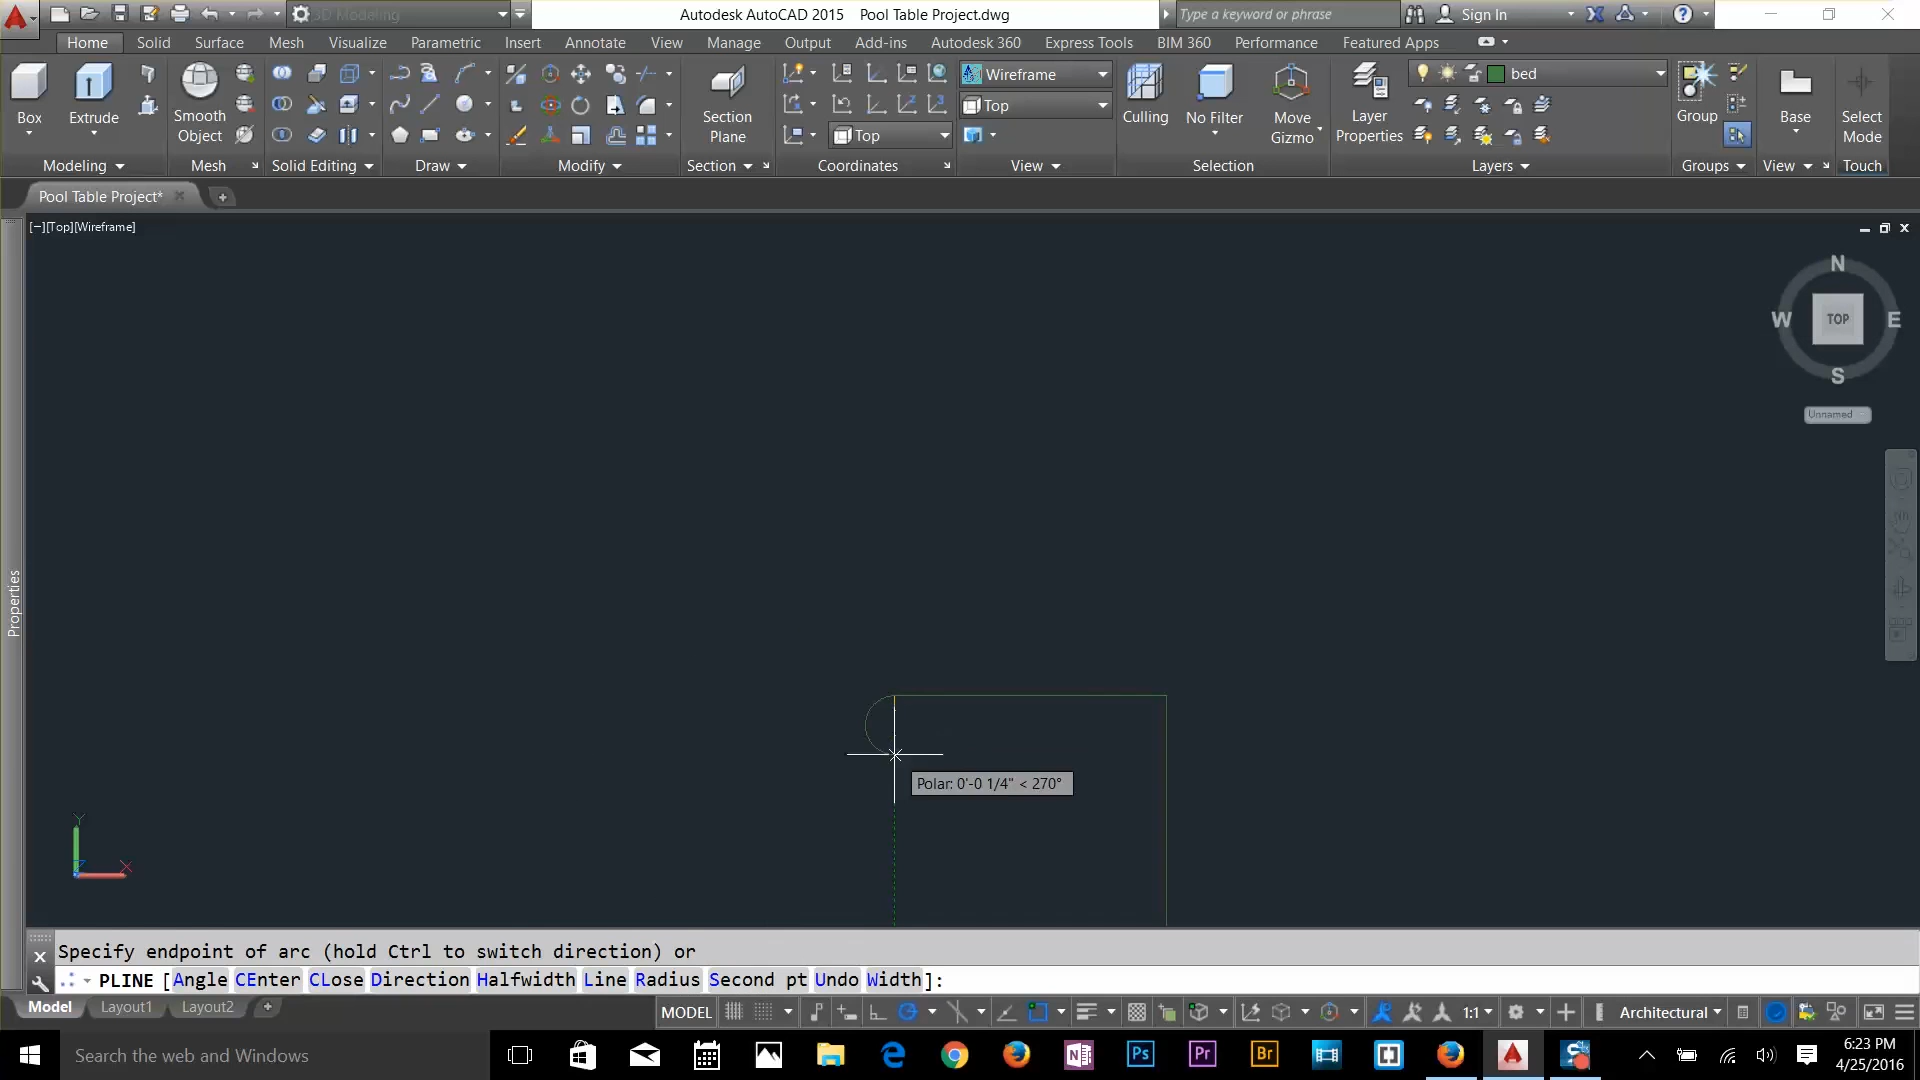 3D Modeling
Autodesk AutoCAD 2015 Pool Table Project.dwg
Type a keyword or phrase
Sign In
Home Solid Surface Mesh Visualize Parametric Insert Annotate View Manage Output Add-ins Autodesk 360 Express Tools BIM 360 Performance Featured Apps
Box
Extrude
Smooth
Object
Section
Plane
Wireframe
Top
Top
Culling
No Filter
Move
Gizmo
Layer
Properties
bed
Group
Base
Select
Mode
Modeling Mesh Solid Editing Draw Modify Section Coordinates View Selection Layers Groups View Touch
Pool Table Project*
[−][Top][Wireframe]
N
W TOP E
S
Unnamed
Properties
Polar: 0'-0 1/4" < 270°
Y
X
Specify endpoint of arc (hold Ctrl to switch direction) or
PLINE [Angle CEnter CLose Direction Halfwidth Line Radius Second pt Undo Width]:
Model Layout1 Layout2
MODEL
1:1
Architectural
Search the web and Windows
N
Ps
Pr
Br
6:23 PM
4/25/2016